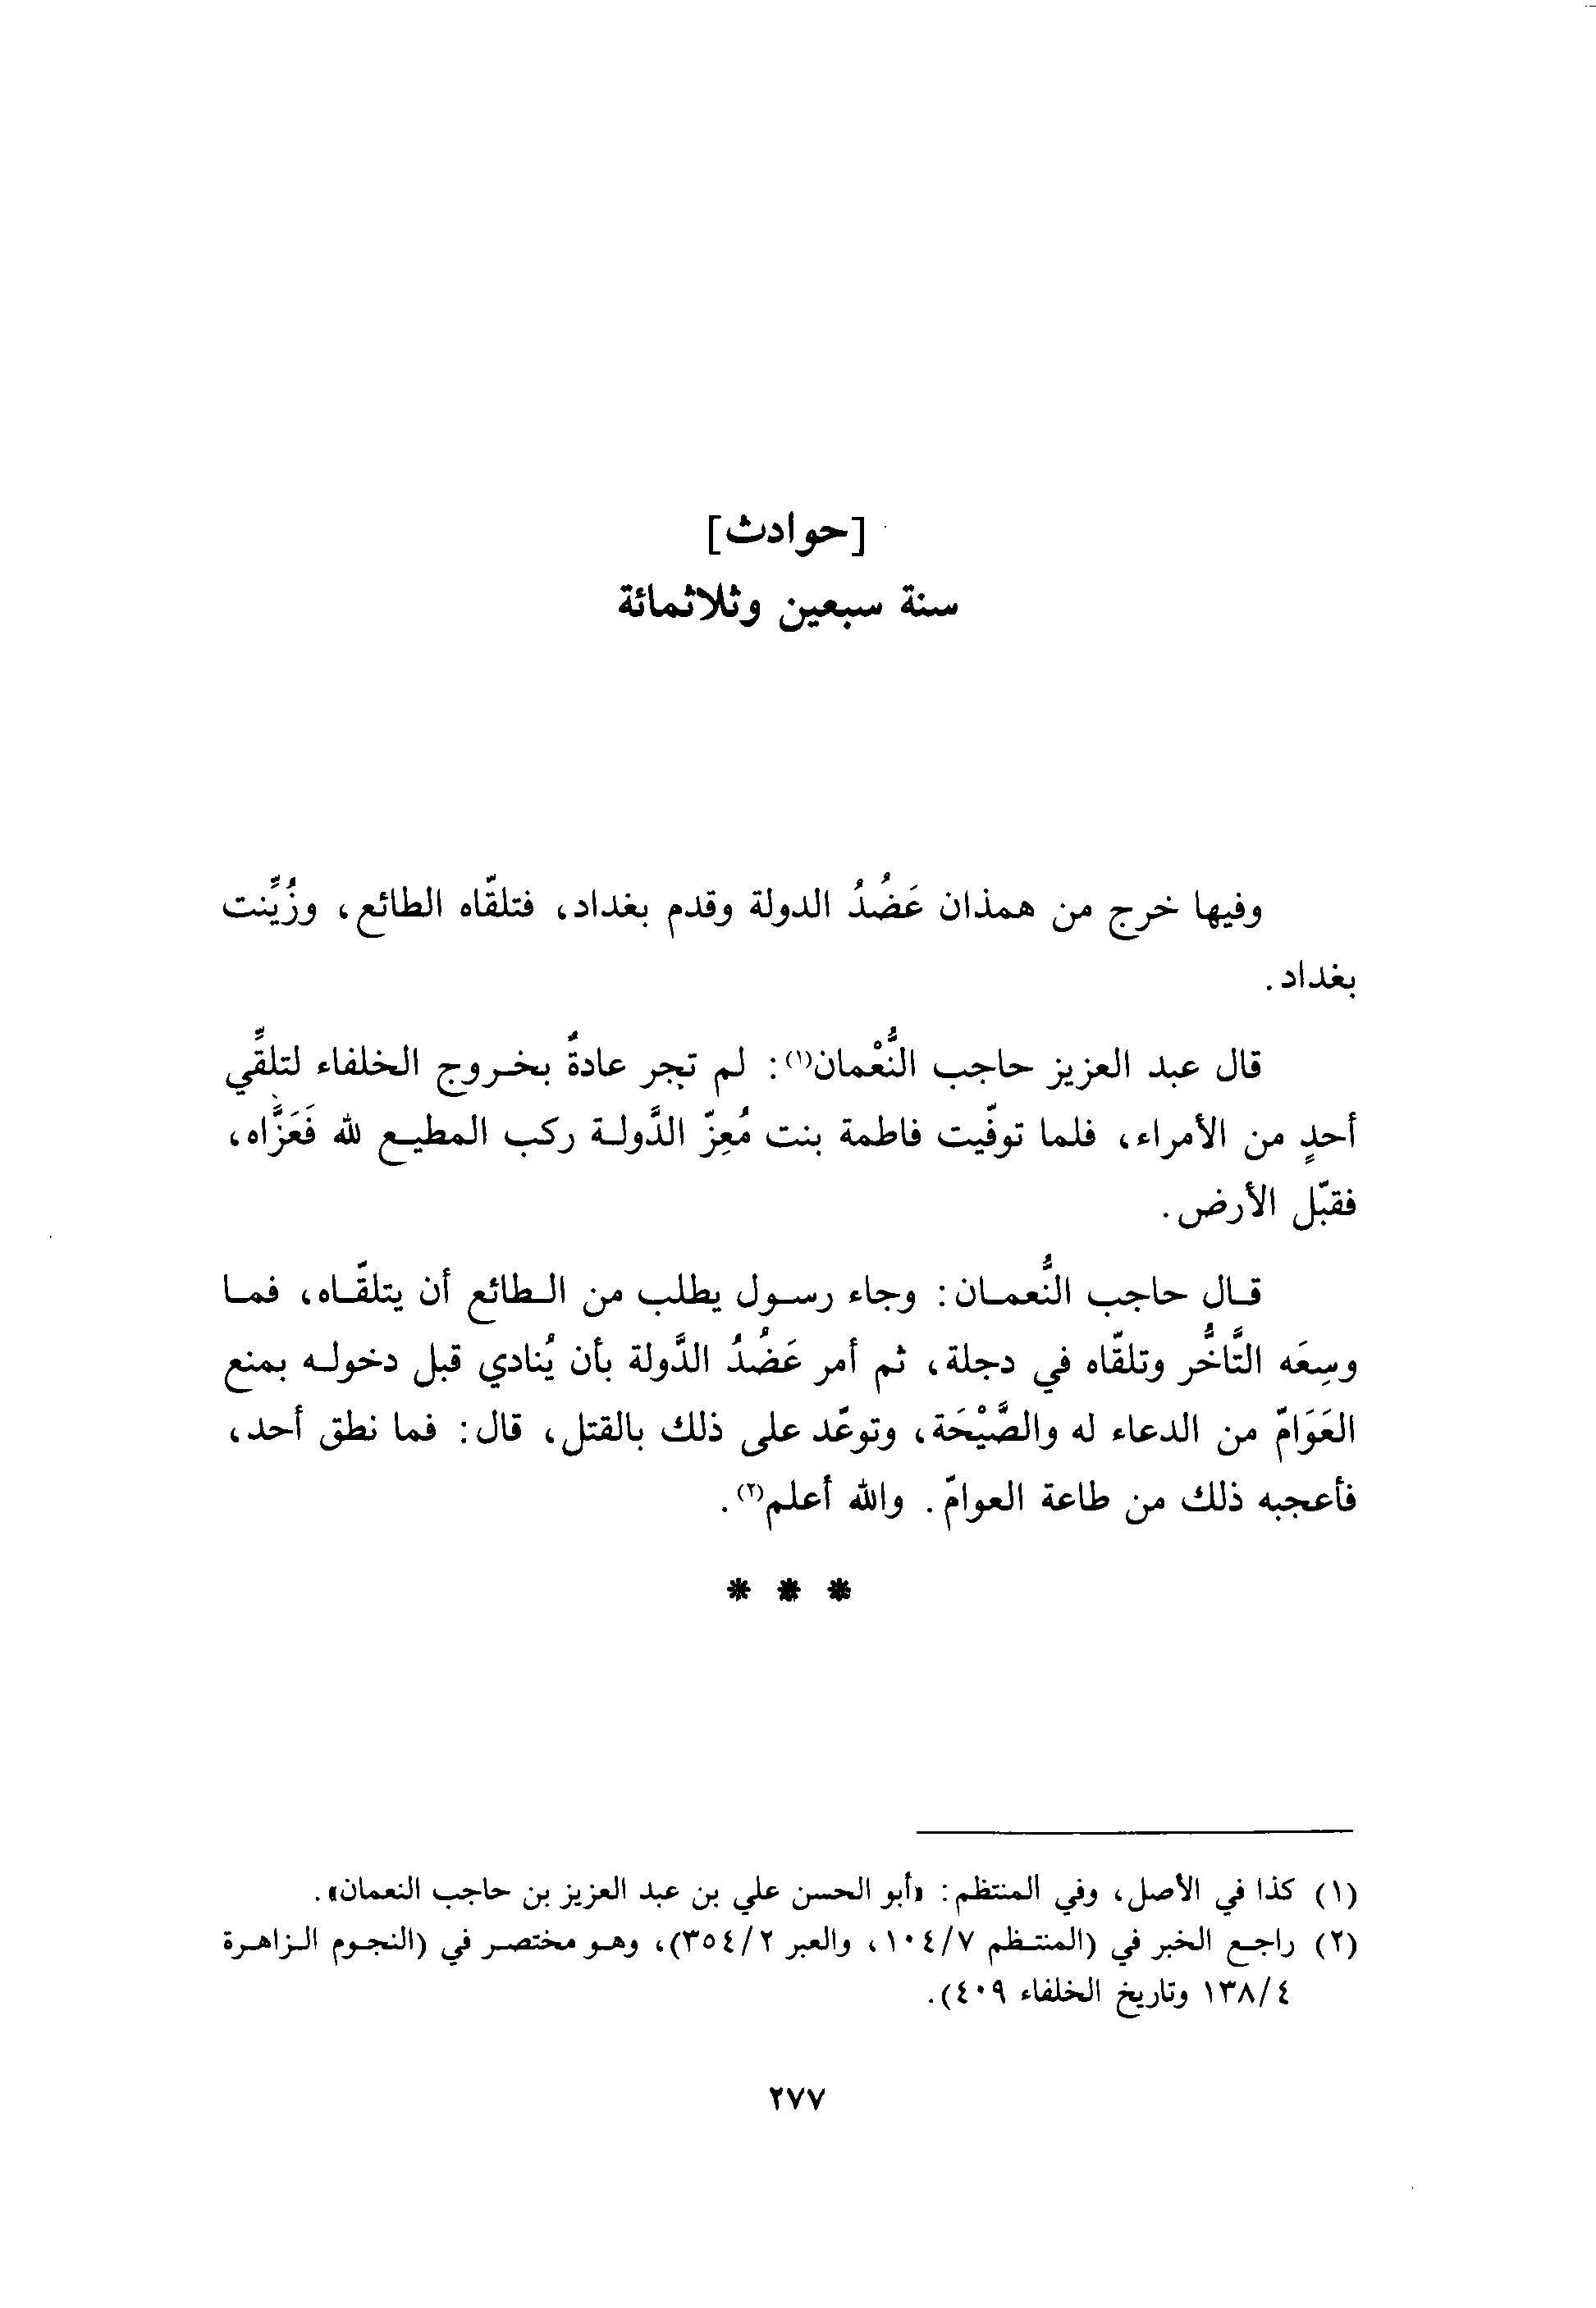 [حوادث]
سنة سبعين وثلاثمائة
وفيها خرج من همذان عَضُدُ الدولة وقدم بغداد، فتلقّاه الطائع، وزُيِّنت
بغداد.
قال عبد العزيز حاجب النُّعْمان(١): لم تجرِ عادةٌ بخروج الخلفاء لتلقِّي
أحدٍ من الأمراء، فلما توفّيت فاطمة بنت مُعِزّ الدَّولة ركب المطيع لله فَعَزَّاه،
فقبّل الأرض.
قال حاجب النُّعمان: وجاء رسول يطلب من الطائع أن يتلقّاه، فما
وسِعَه التَّأخُّر وتلقّاه في دجلة، ثم أمر عَضُدُ الدَّولة بأن يُنادي قبل دخوله بمنع
العَوَامّ من الدعاء له والصَّيْحَة، وتوعّد على ذلك بالقتل، قال: فما نطق أحد،
فأعجبه ذلك من طاعة العوامّ. والله أعلم(٢).
* * *
(١) كذا في الأصل، وفي المنتظم: «أبو الحسن علي بن عبد العزيز بن حاجب النعمان».
(٢) راجع الخبر في (المنتظم ١٠٤/٧، والعبر ٣٥٤/٢)، وهو مختصر في (النجوم الزاهرة
١٣٨/٤ وتاريخ الخلفاء ٤٠٩).
٢٧٧